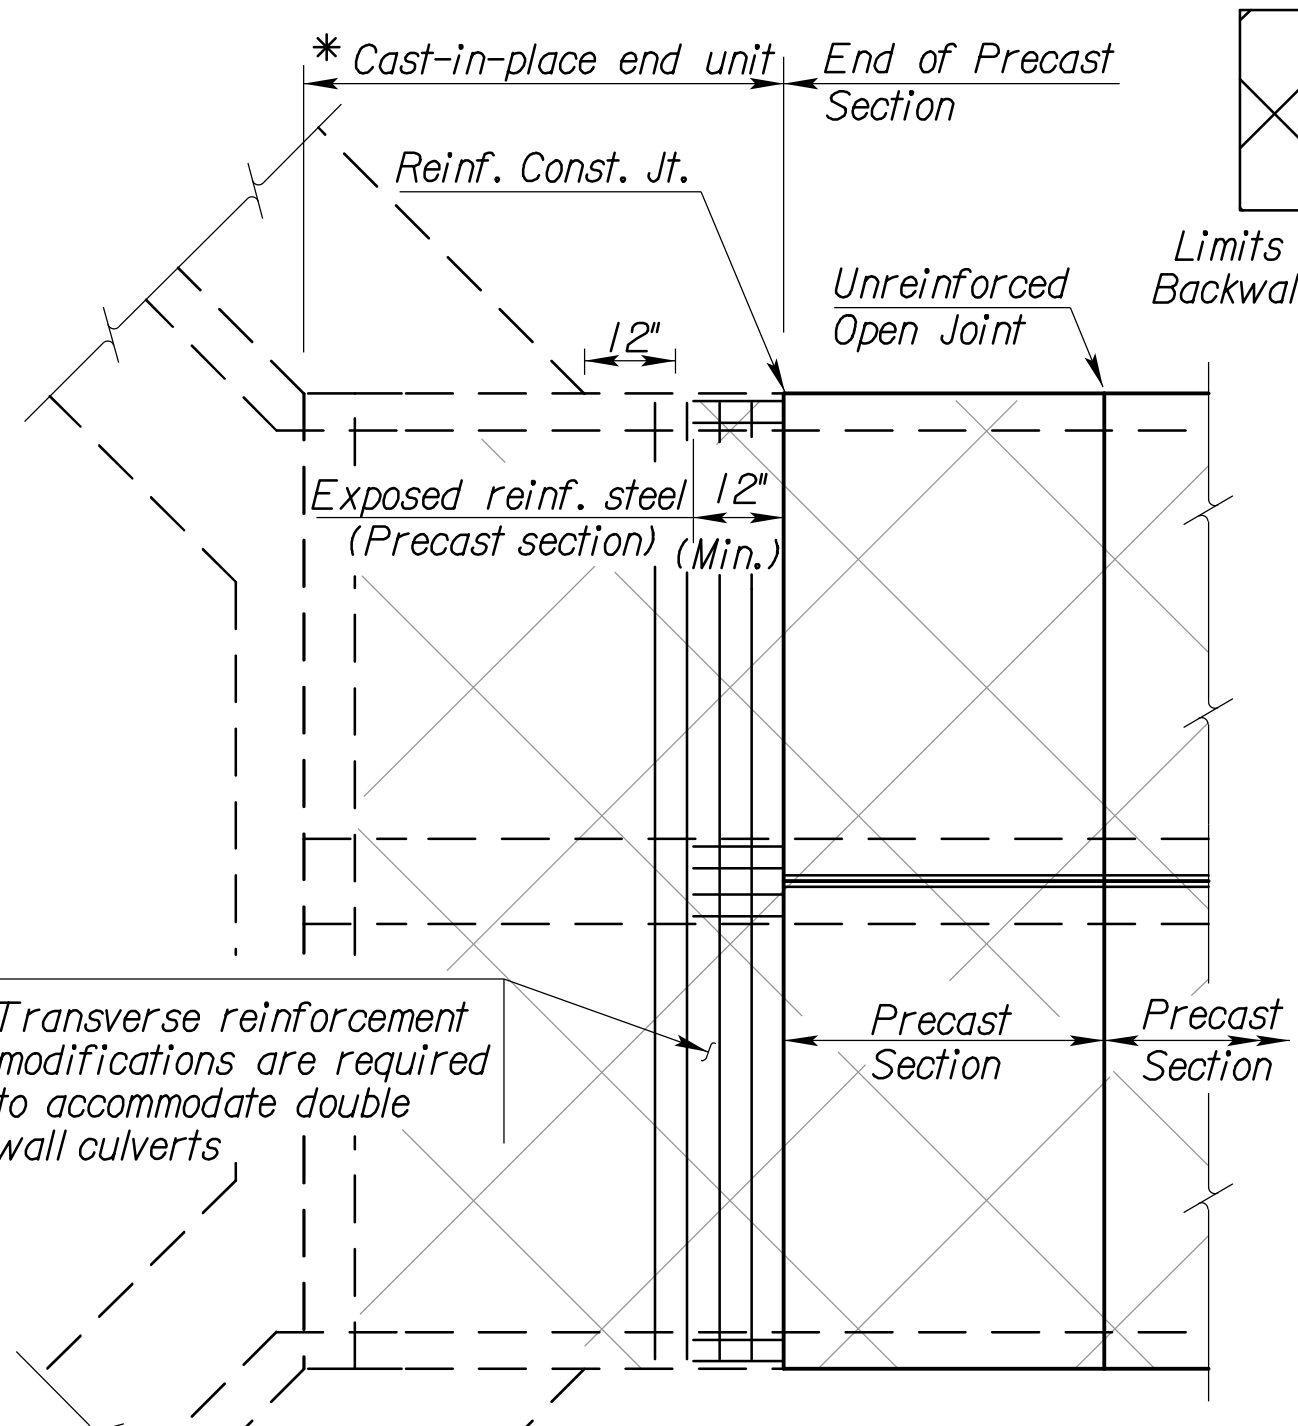 * Cast-in-place end unit
End of Precast
Section
Reinf. Const. Jt.
Limits
Unreinforced
Open Joint
12"
Exposed reinf. steel
(Precast section)
12"
(Min.)
Transverse reinforcement
modifications are required
to accommodate double
wall culverts
Precast
Section
Precast
Section